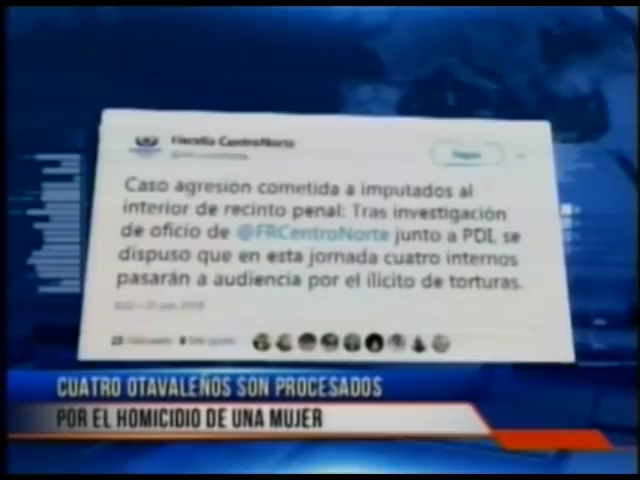 Fiscalía CentroNorte
Seguir
Caso agresión cometida a imputados al
interior de recinto penal: Tras investigación
de oficio de @FRCentroNorte junto a PDI, se
dispuso que en esta jornada cuatro internos
pasarán a audiencia por el ilícito de torturas.
CUATRO OTAVALEÑOS SON PROCESADOS
POR EL HOMICIDIO DE UNA MUJER